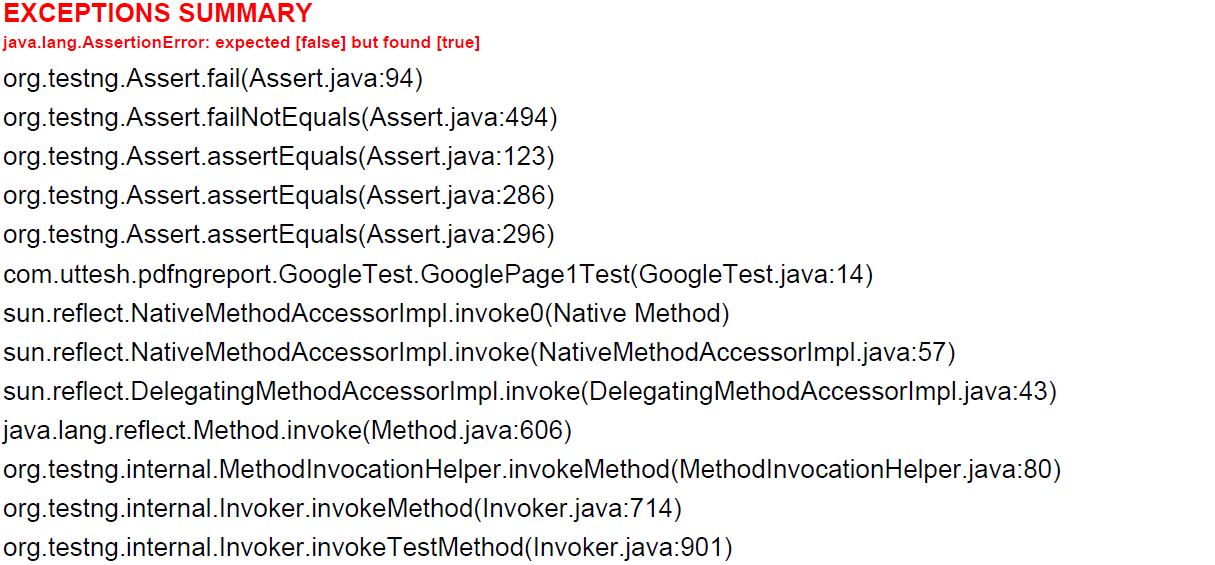 EXCEPTIONS SUMMARY
java.lang.AssertionError: expected [false] but found [true]
org.testng.Assert.fail(Assert.java:94)
org.testng.Assert.failNotEquals(Assert.java:494)
org.testng.Assert.assertEquals(Assert.java:123)
org.testng.Assert.assertEquals(Assert.java:286)
org.testng.Assert.assertEquals(Assert.java:296)
com.uttesh.pdfngreport.GoogleTest.GooglePage1Test(GoogleTest.java:14)
sun.reflect.NativeMethodAccessorImpl.invoke0(Native Method)
sun.reflect.NativeMethodAccessorImpl.invoke(NativeMethodAccessorImpl.java:57)
sun.reflect.DelegatingMethodAccessorImpl.invoke(DelegatingMethodAccessorImpl.java:43)
java.lang.reflect.Method.invoke(Method.java:606)
org.testng.internal.MethodInvocationHelper.invokeMethod(MethodInvocationHelper.java:80)
org.testng.internal.Invoker.invokeMethod(Invoker.java:714)
org.testng.internal.Invoker.invokeTestMethod(Invoker.java:901)